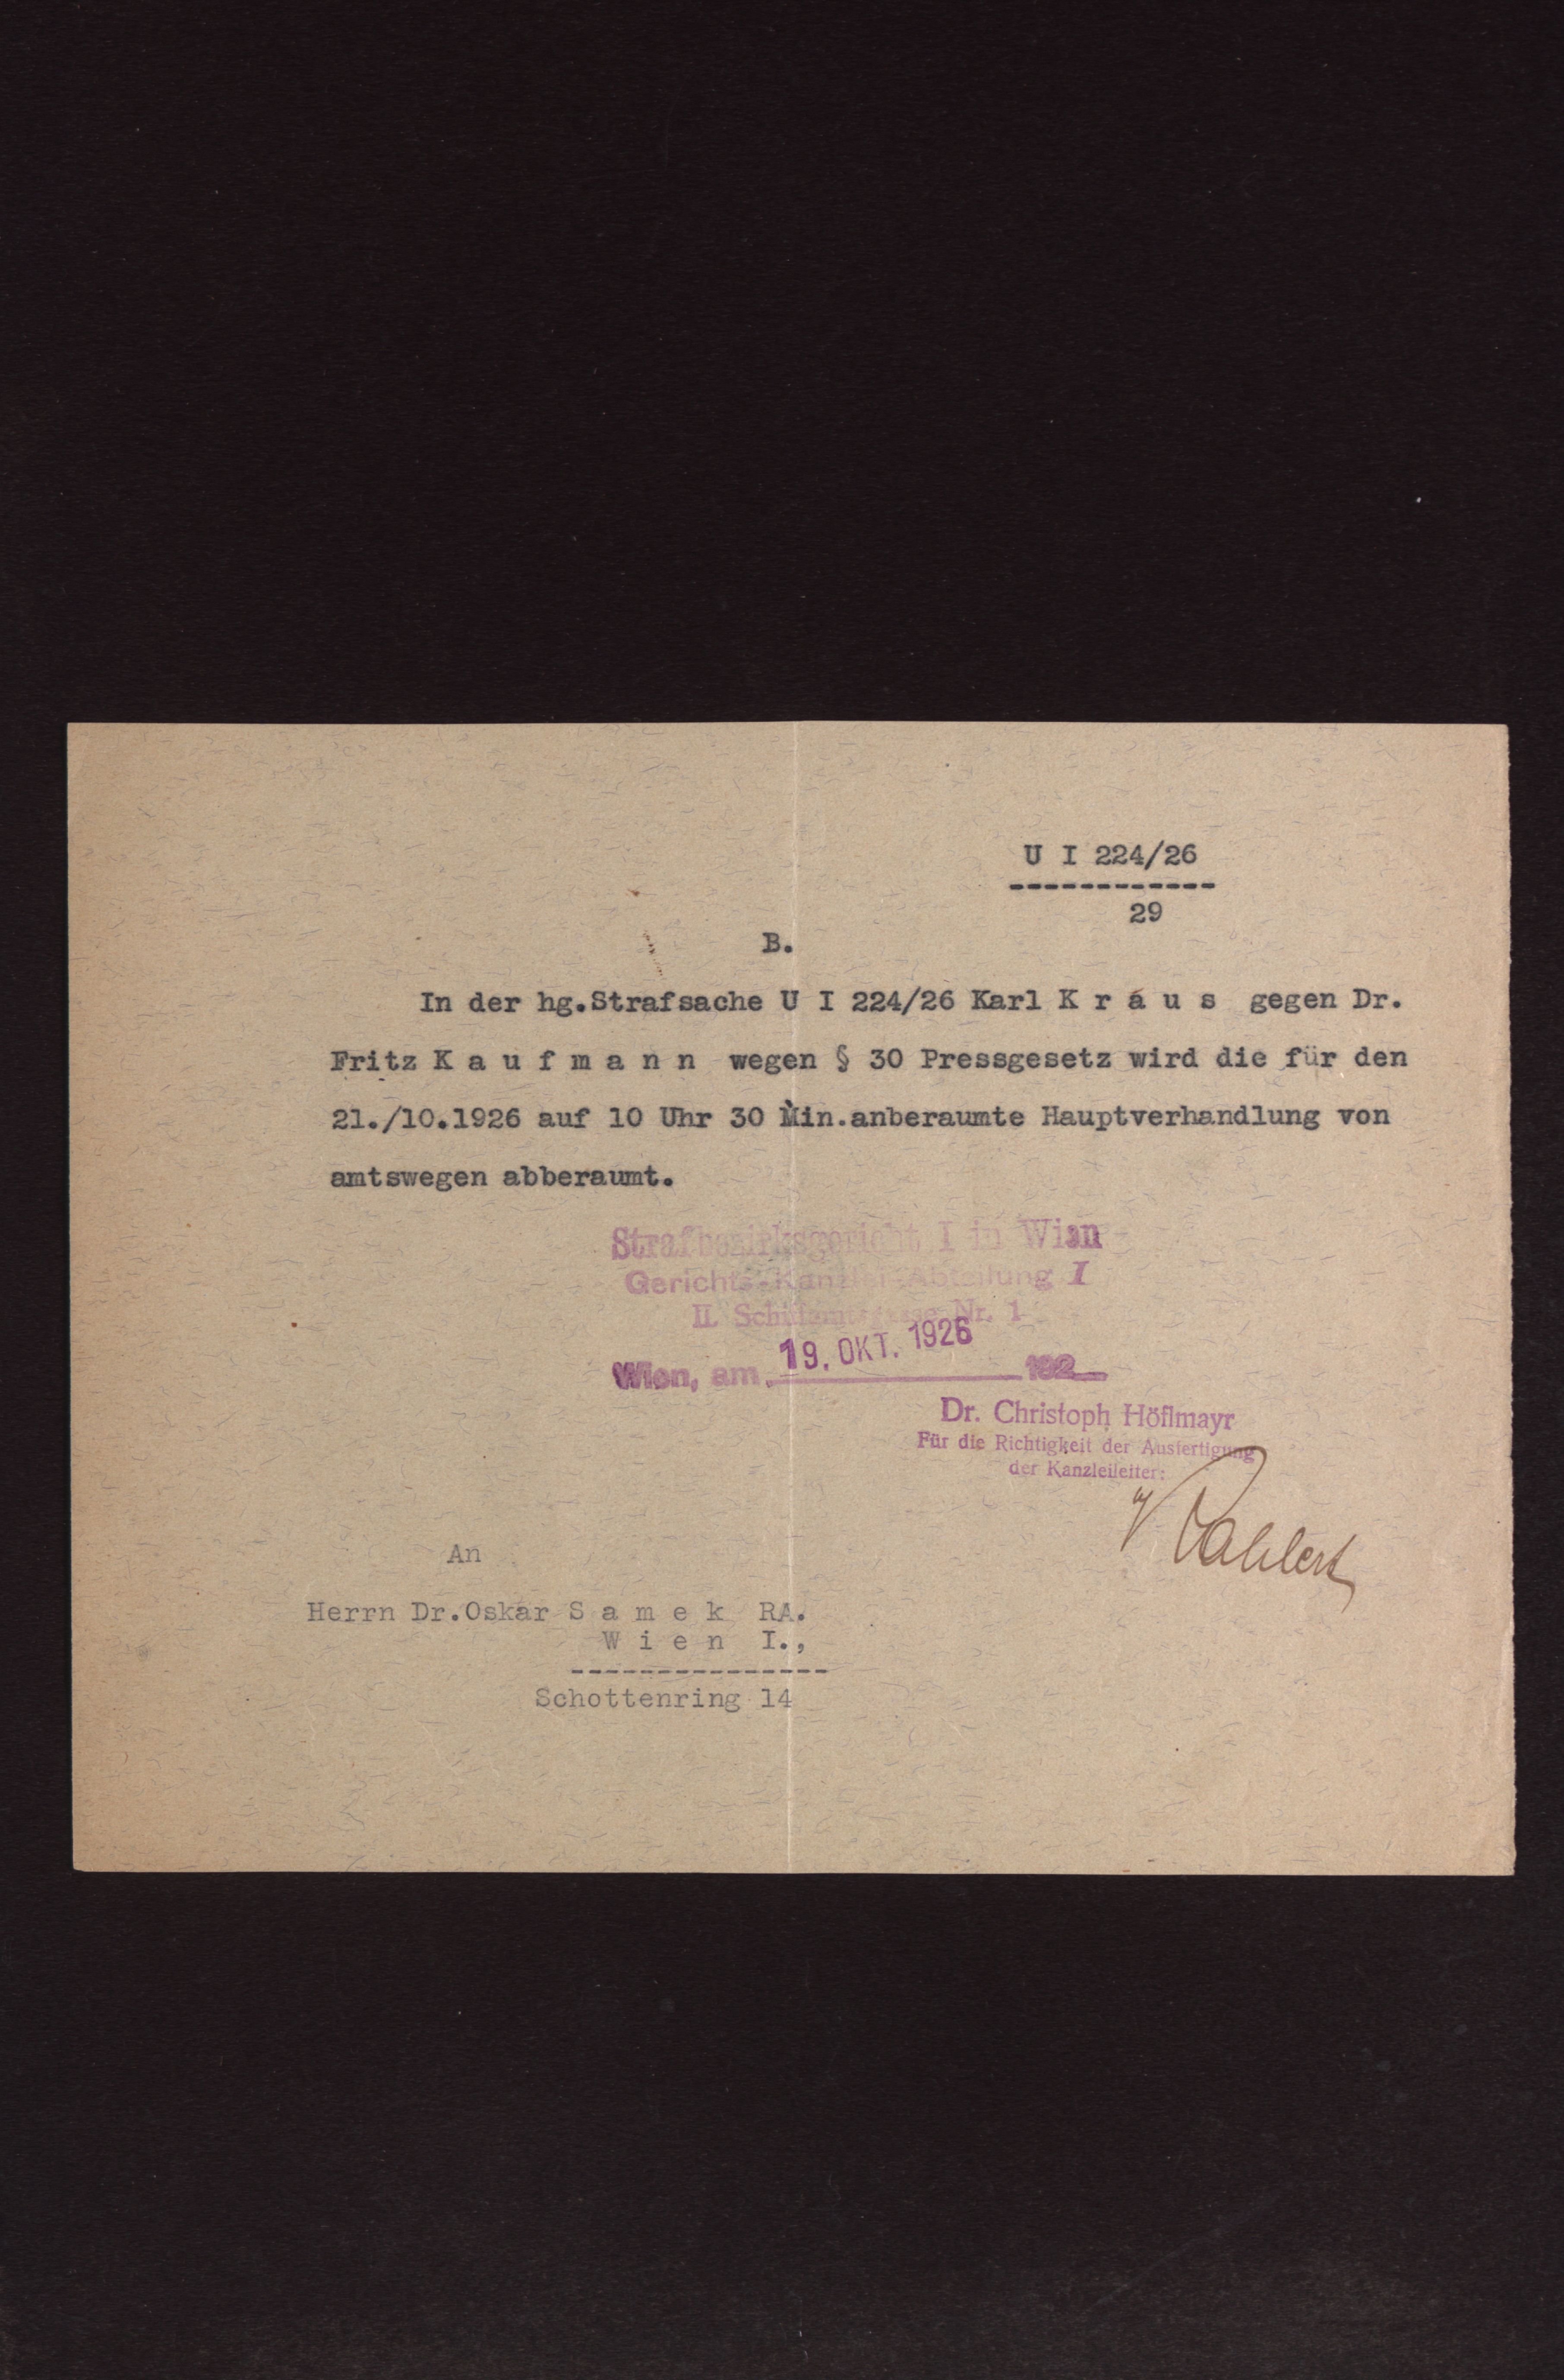 U I 224/26
------------
29
B.
In der hg.Strafsache U I 224/26 Karl K r a u s gegen Dr.
Fritz K a u f m a n n wegen § 30 Pressgesetz wird die für den
21./10.1926 auf 10 Uhr 30 Min.anberaumte Hauptverhandlung von
amtswegen abberaumt.
Strafbezirksgericht I in Wien
Gerichts-Kanzlei-Abteilung I
II. Schiffamtsgasse Nr. 1
Wien, am 19. OKT. 1926 192
Dr. Christoph Höflmayr
Für die Richtigkeit der Ausfertigung
der Kanzleileiter:
An
Herrn Dr.Oskar S a m e k RA.
W i e n I.,
---------------
Schottenring 14